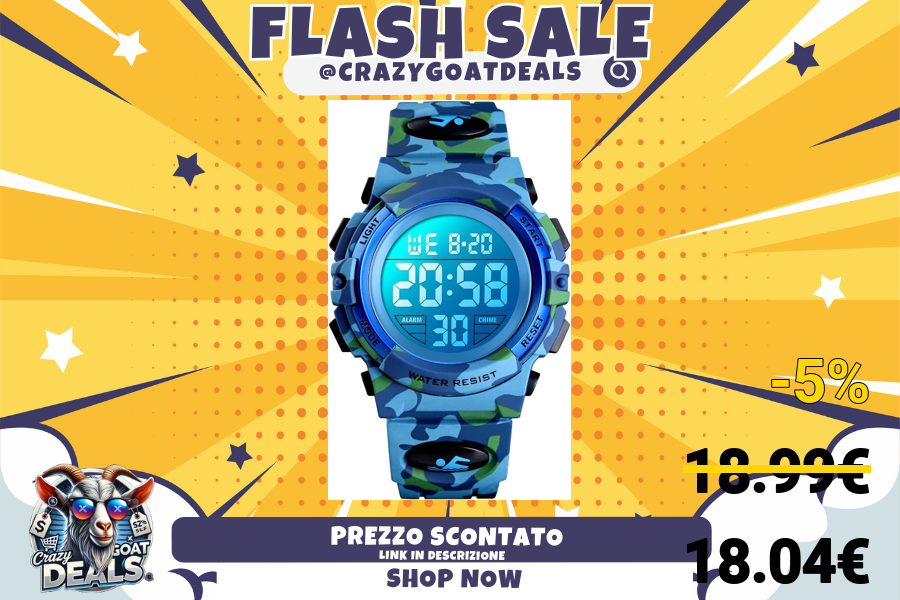 FLASH SALE
@CRAZYGOATDEALS
LIGHT
START
WE 8-20
20:58
ALARM
CHIME
30
MODE
RESET
WATER RESIST
-5%
18.99€
18.04€
PREZZO SCONTATO
LINK IN DESCRIZIONE
SHOP NOW
$
52%
Crazy
GOAT
DEALS